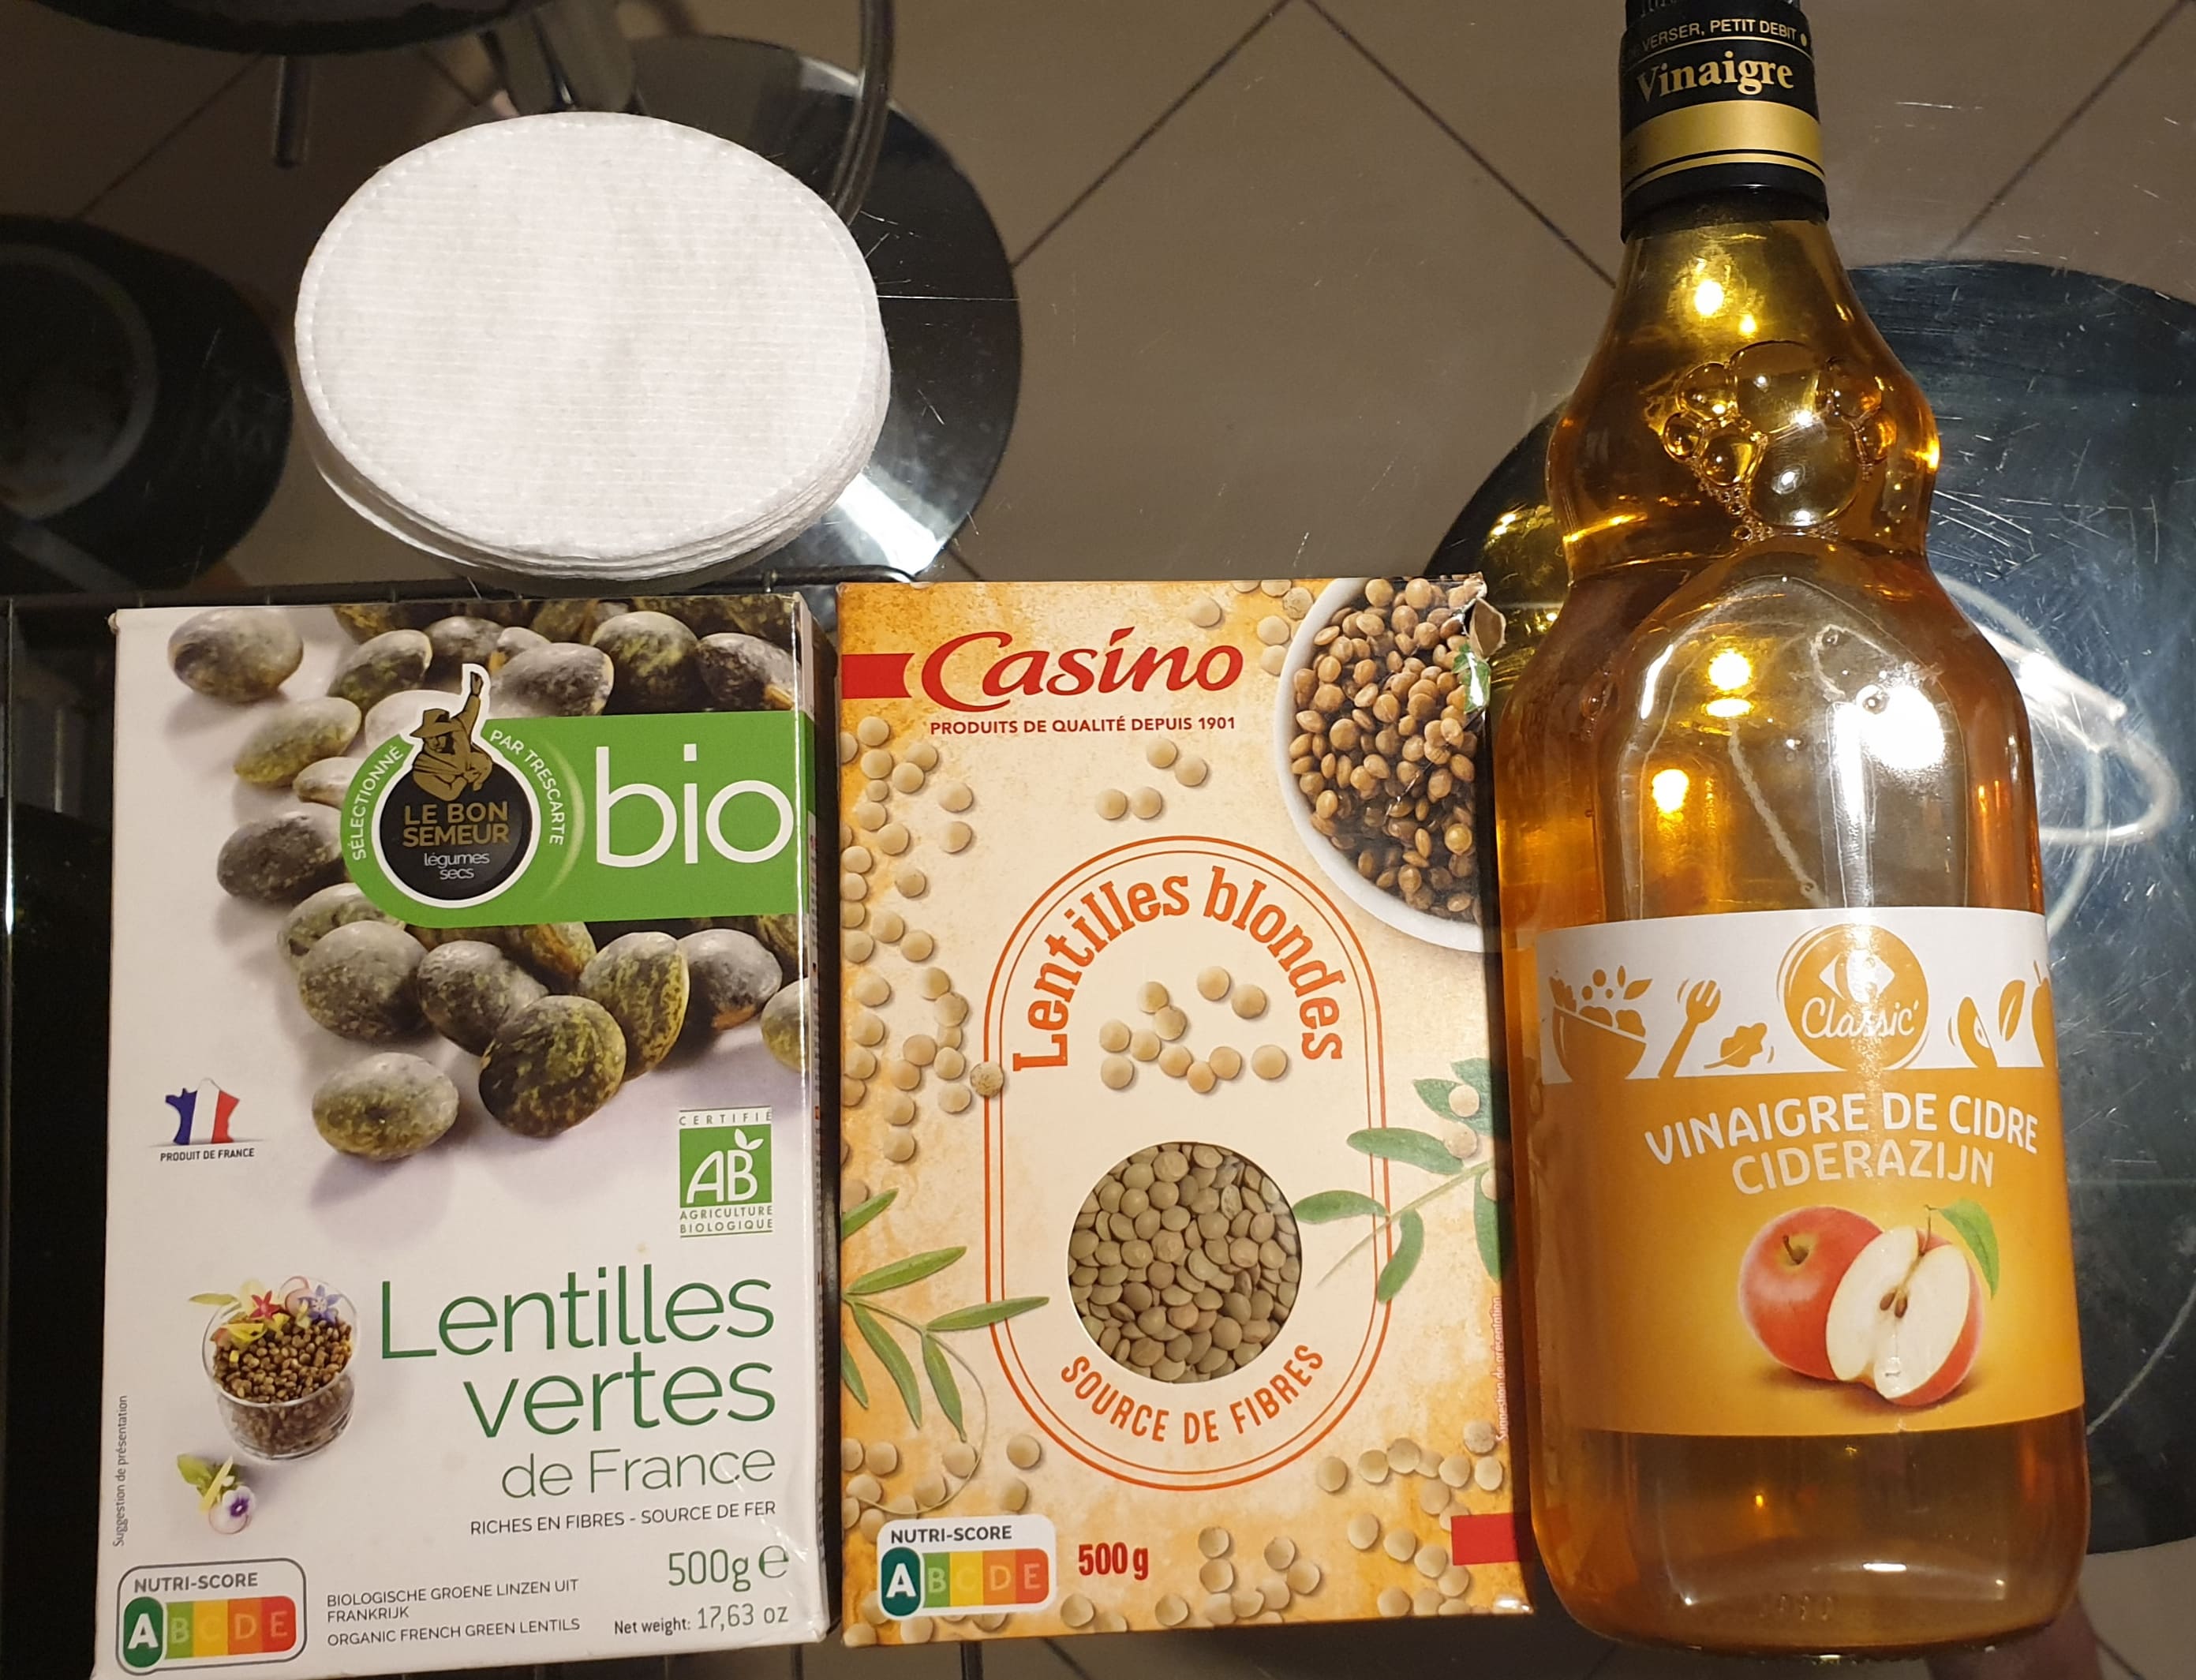 VERSER, PETIT DEBIT
Vinaigre
SÉLECTIONNÉ PAR TRESCARTE
LE BON
SEMEUR
légumes
secs
bio
PRODUIT DE FRANCE
CERTIFIÉ
AB
AGRICULTURE
BIOLOGIQUE
Lentilles
vertes
de France
RICHES EN FIBRES - SOURCE DE FER
500g e
Net weight: 17,63 oz
Suggestion de présentation
NUTRI-SCORE
A B C D E
BIOLOGISCHE GROENE LINZEN UIT
FRANKRIJK
ORGANIC FRENCH GREEN LENTILS
Casino
PRODUITS DE QUALITÉ DEPUIS 1901
Lentilles blondes
SOURCE DE FIBRES
Suggestion de présentation
NUTRI-SCORE
A B C D E
500 g
Classic'
VINAIGRE DE CIDRE
CIDERAZIJN